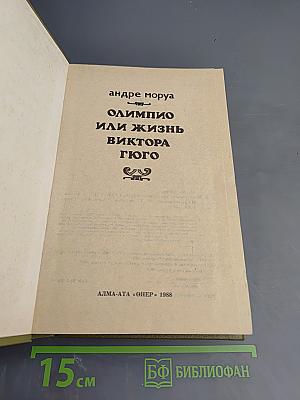 андре моруа
ОЛИМПИО
ИЛИ ЖИЗНЬ
ВИКТОРА
ГЮГО
АЛМА-АТА «ӨНЕР» 1988
15 см
БФ БИБЛИОФАН